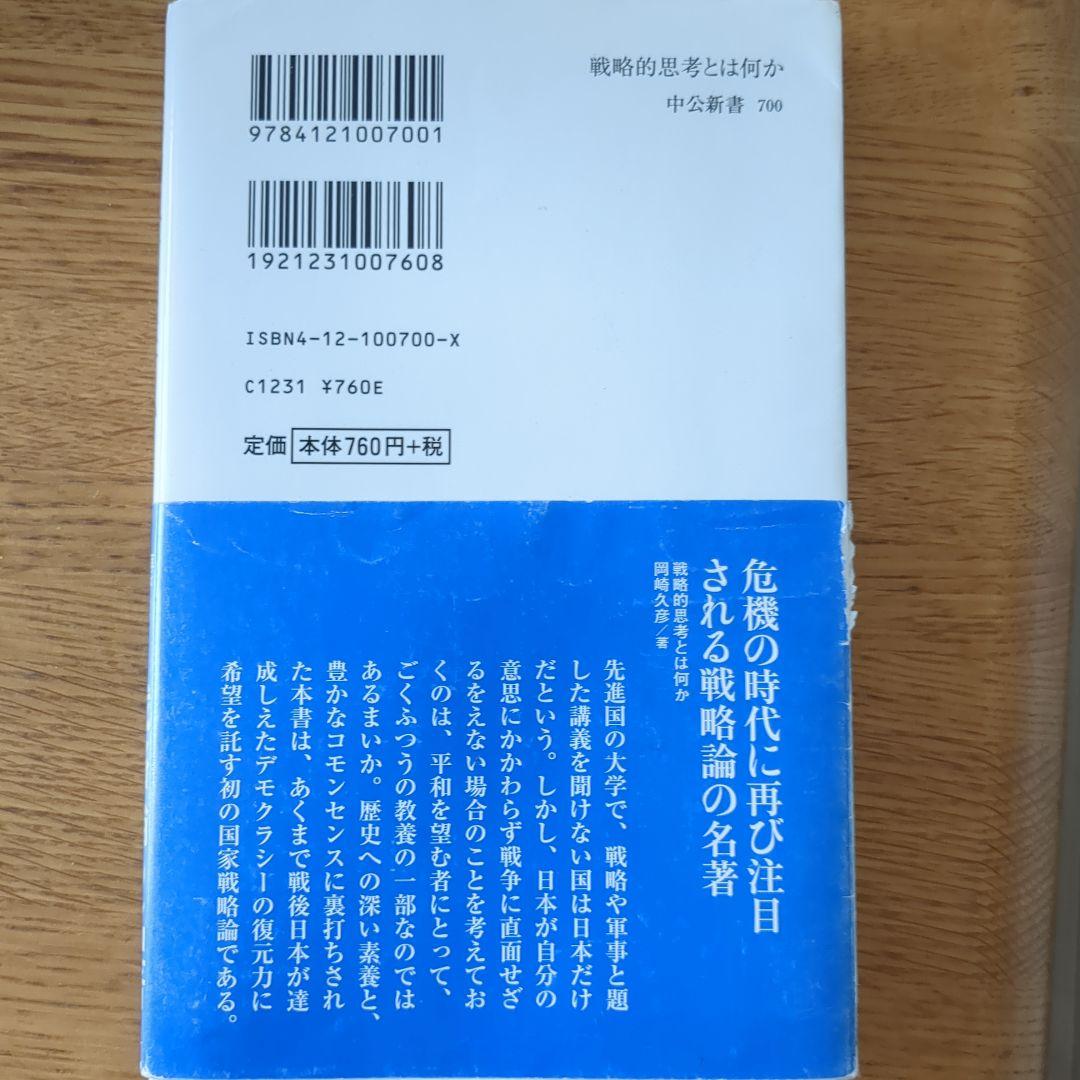 戦略的思考とは何か
中公新書 700
9784121007001
1921231007608
ISBN4-12-100700-X
C1231 ¥760E
定価 本体760円+税
危機の時代に再び注目
される戦略論の名著
戦略的思考とは何か
岡崎久彦/著
先進国の大学で、戦略や軍事と題
した講義を聞けない国は日本だけ
だという。しかし、日本が自分の
意思にかかわらず戦争に直面せざ
るをえない場合のことを考えてお
くのは、平和を望む者にとって、
ごくふつうの教養の一部なのでは
あるまいか。歴史への深い素養と、
豊かなコモンセンスに裏打ちされ
た本書は、あくまで戦後日本が達
成しえたデモクラシーの復元力に
希望を託す初の国家戦略論である。